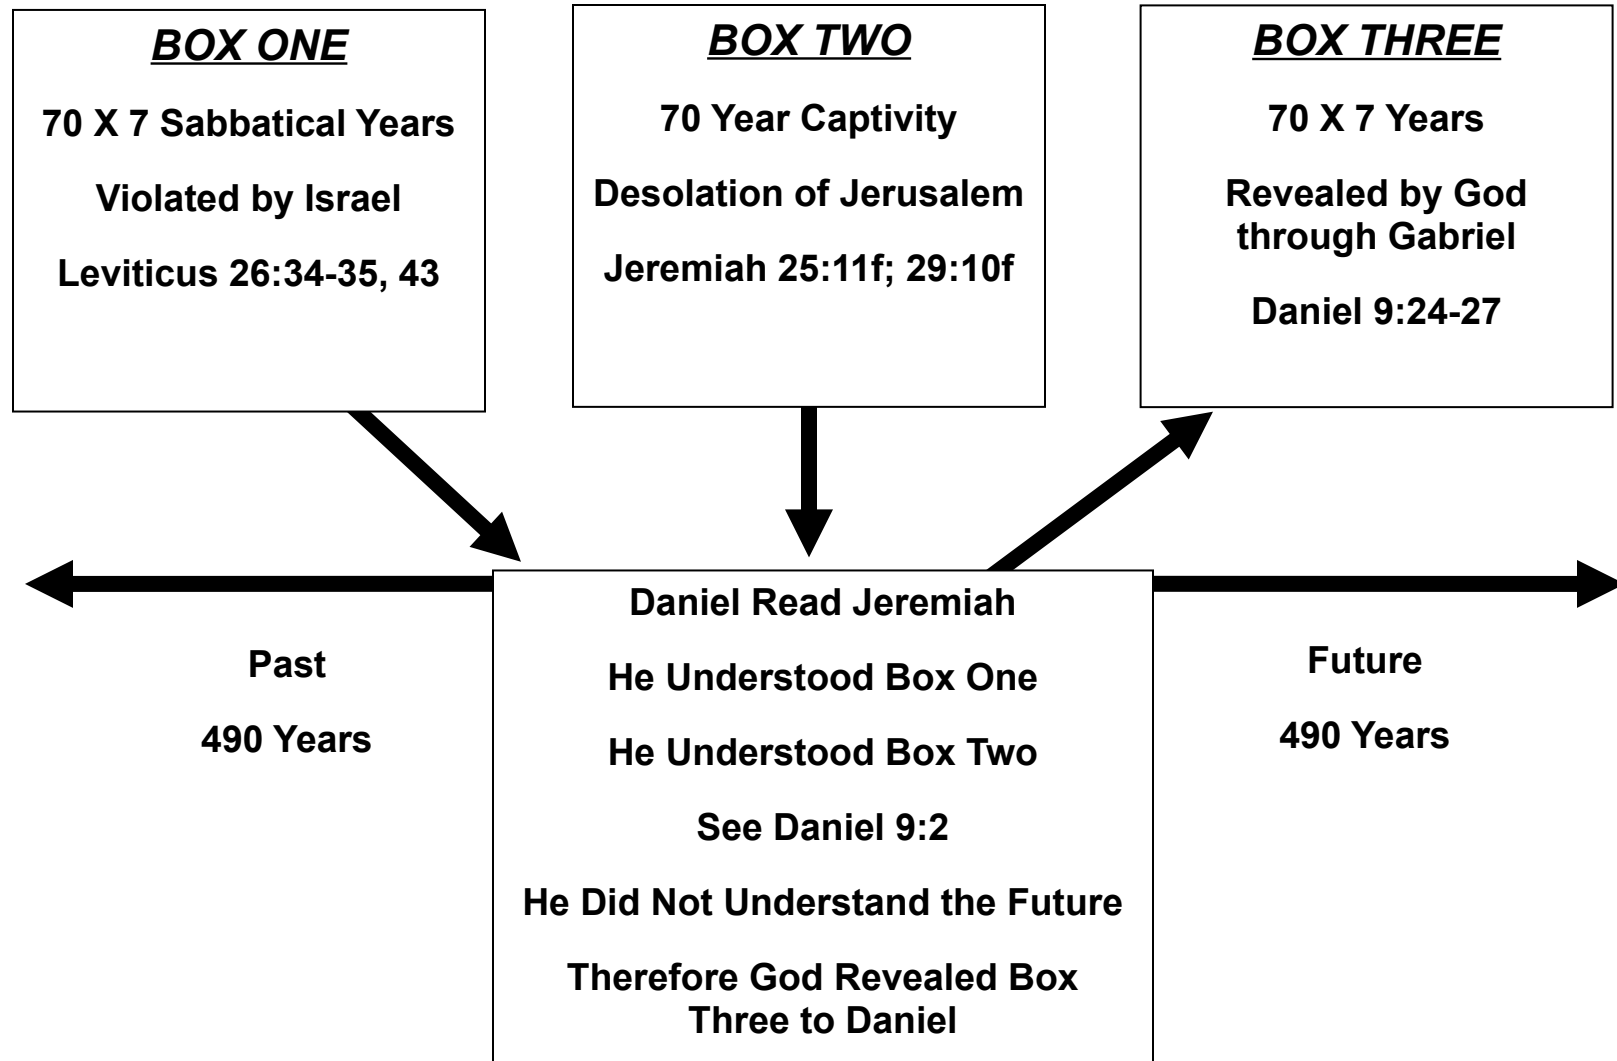 BOX ONE
70 X 7 Sabbatical Years
Violated by Israel
Leviticus 26:34-35, 43
BOX TWO
70 Year Captivity
Desolation of Jerusalem
Jeremiah 25:11f; 29:10f
BOX THREE
70 X 7 Years
Revealed by God
through Gabriel
Daniel 9:24-27
Past
490 Years
Daniel Read Jeremiah
He Understood Box One
He Understood Box Two
See Daniel 9:2
He Did Not Understand the Future
Therefore God Revealed Box
Three to Daniel
Future
490 Years